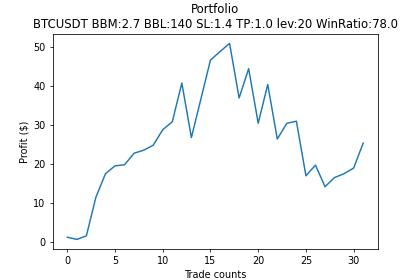 Portfolio
BTCUSDT BBM:2.7 BBL:140 SL:1.4 TP:1.0 lev:20 WinRatio:78.0
50
40
30
20
10
0
Profit ($)
0 5 10 15 20 25 30
Trade counts